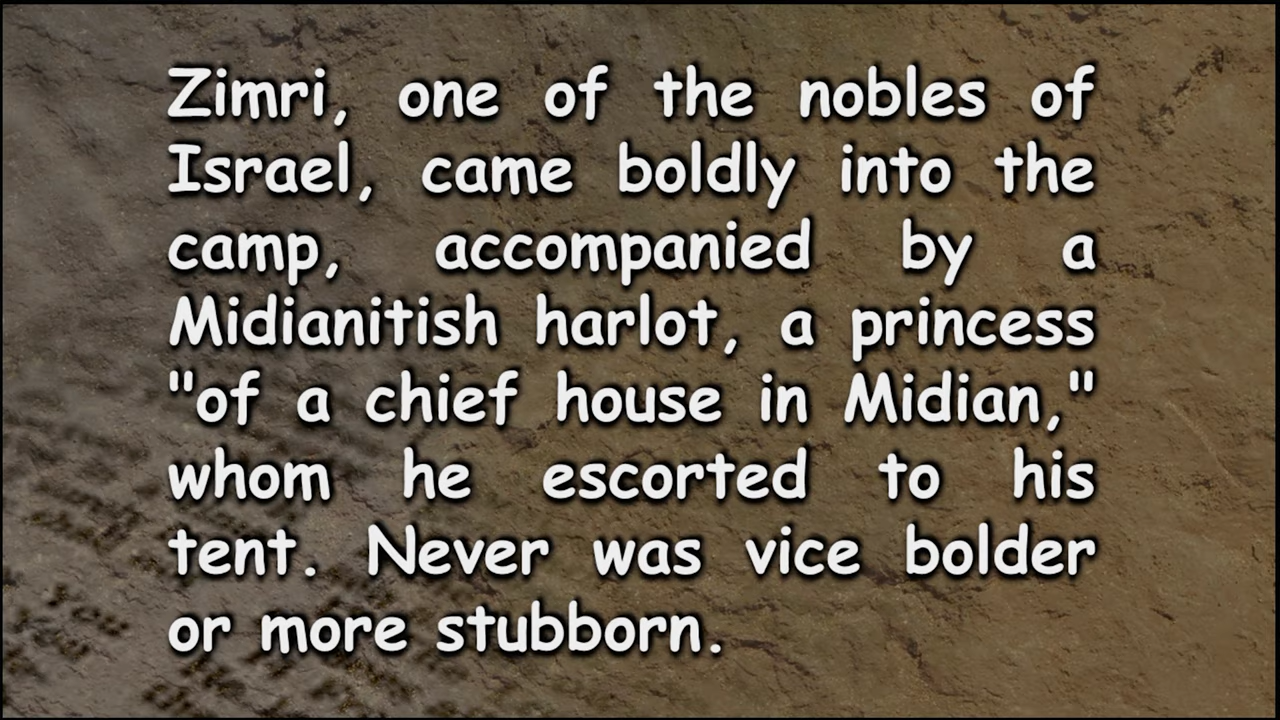 Zimri, one of the nobles of
Israel, came boldly into the
camp, accompanied by a
Midianitish harlot, a princess
"of a chief house in Midian,"
whom he escorted to his
tent. Never was vice bolder
or more stubborn.